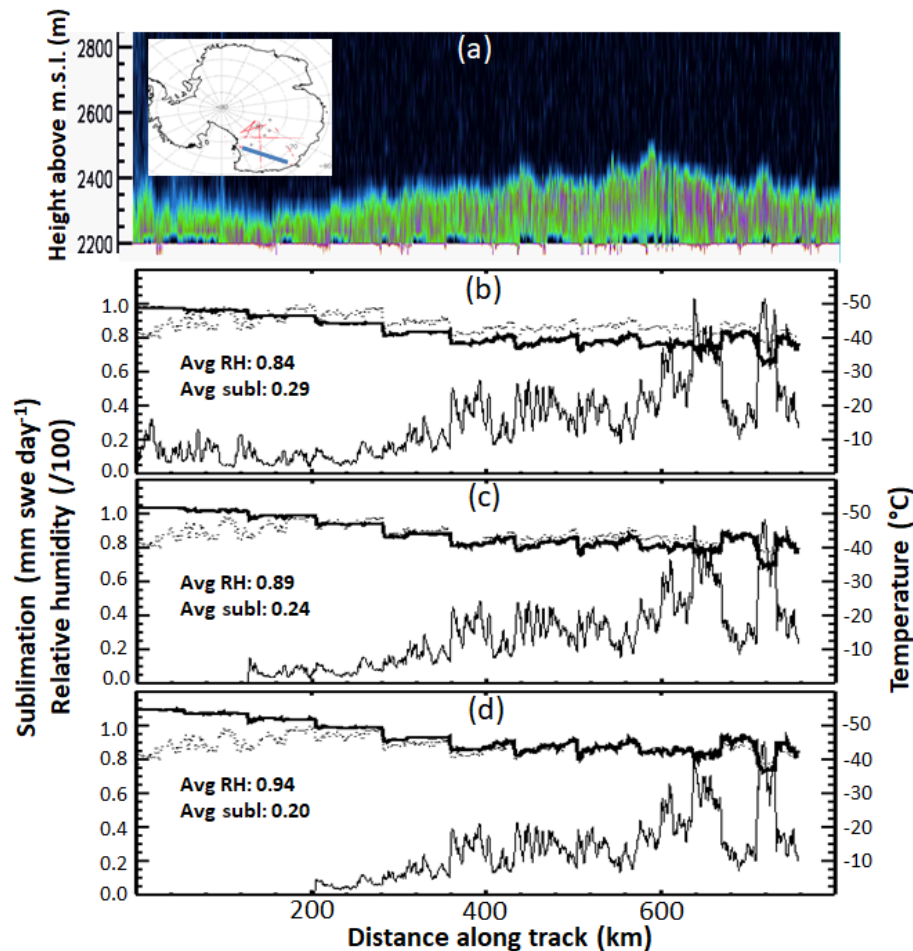 (a)
Height above m.s.l. (m)
2800
2600
2400
2200
(b)
1.0
0.8
0.6
0.4
0.2
0.0
Avg RH: 0.84
Avg subl: 0.29
-50
-40
-30
-20
-10
(c)
1.0
0.8
0.6
0.4
0.2
0.0
Avg RH: 0.89
Avg subl: 0.24
-50
-40
-30
-20
-10
(d)
1.0
0.8
0.6
0.4
0.2
0.0
Avg RH: 0.94
Avg subl: 0.20
-50
-40
-30
-20
-10
Sublimation (mm swe day-1)
Relative humidity (/100)
Temperature (°C)
200
400
600
Distance along track (km)